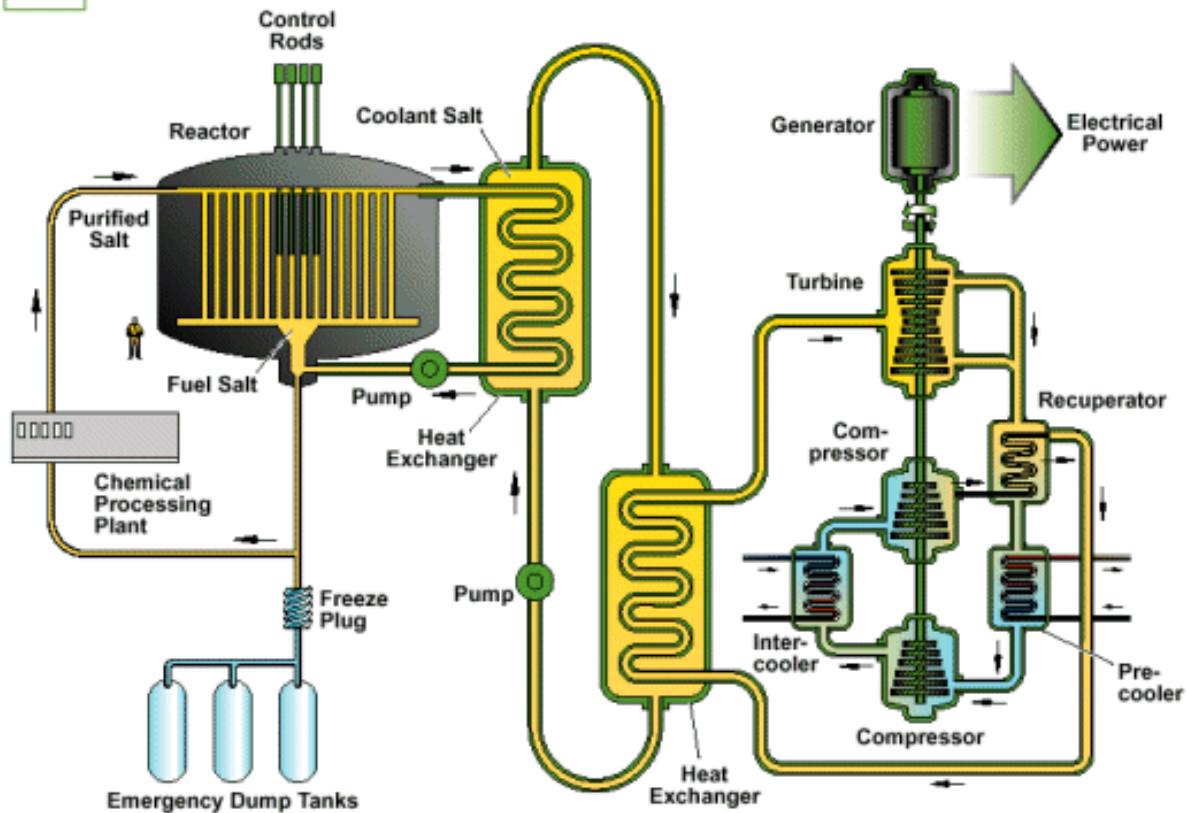 Control
Rods
Reactor
Coolant Salt
Generator
Electrical
Power
Purified
Salt
Turbine
Fuel Salt
Pump
Heat
Exchanger
Recuperator
Com-
pressor
Chemical
Processing
Plant
Pump
Freeze
Plug
Inter-
cooler
Pre-
cooler
Compressor
Heat
Exchanger
Emergency Dump Tanks